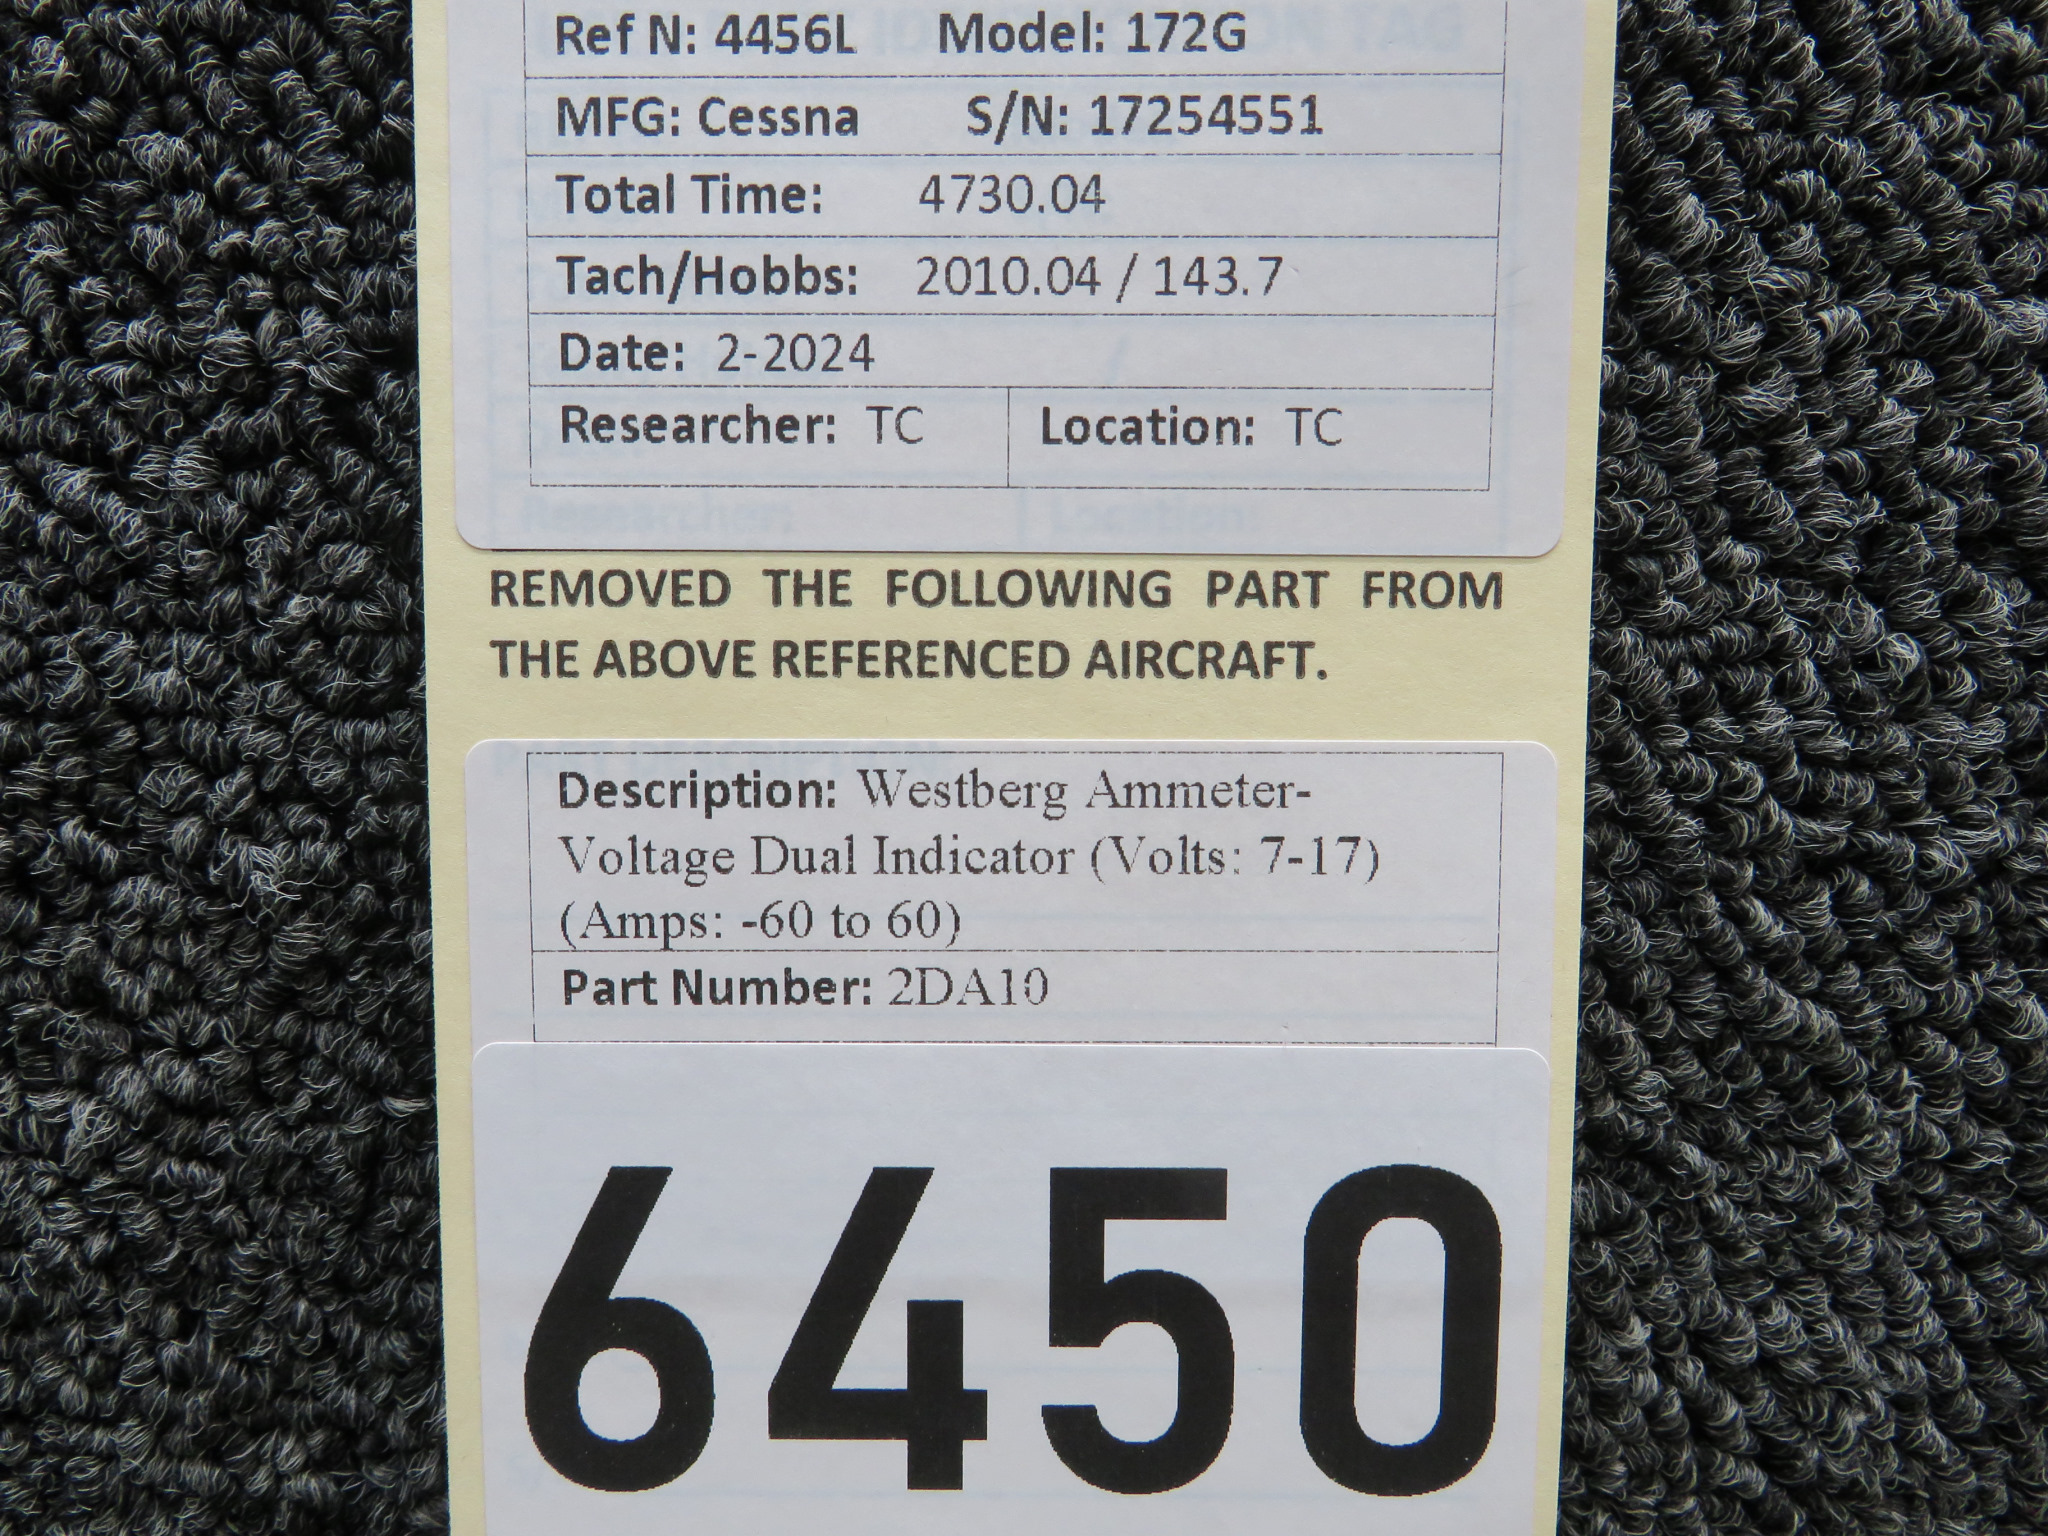 Ref N: 4456L Model: 172G
MFG: Cessna S/N: 17254551
Total Time: 4730.04
Tach/Hobbs: 2010.04 / 143.7
Date: 2-2024
Researcher: TC Location: TC
Researcher: Location:
REMOVED THE FOLLOWING PART FROM
THE ABOVE REFERENCED AIRCRAFT.
Description: Westberg Ammeter-
Voltage Dual Indicator (Volts: 7-17)
(Amps: -60 to 60)
Part Number: 2DA10
6450